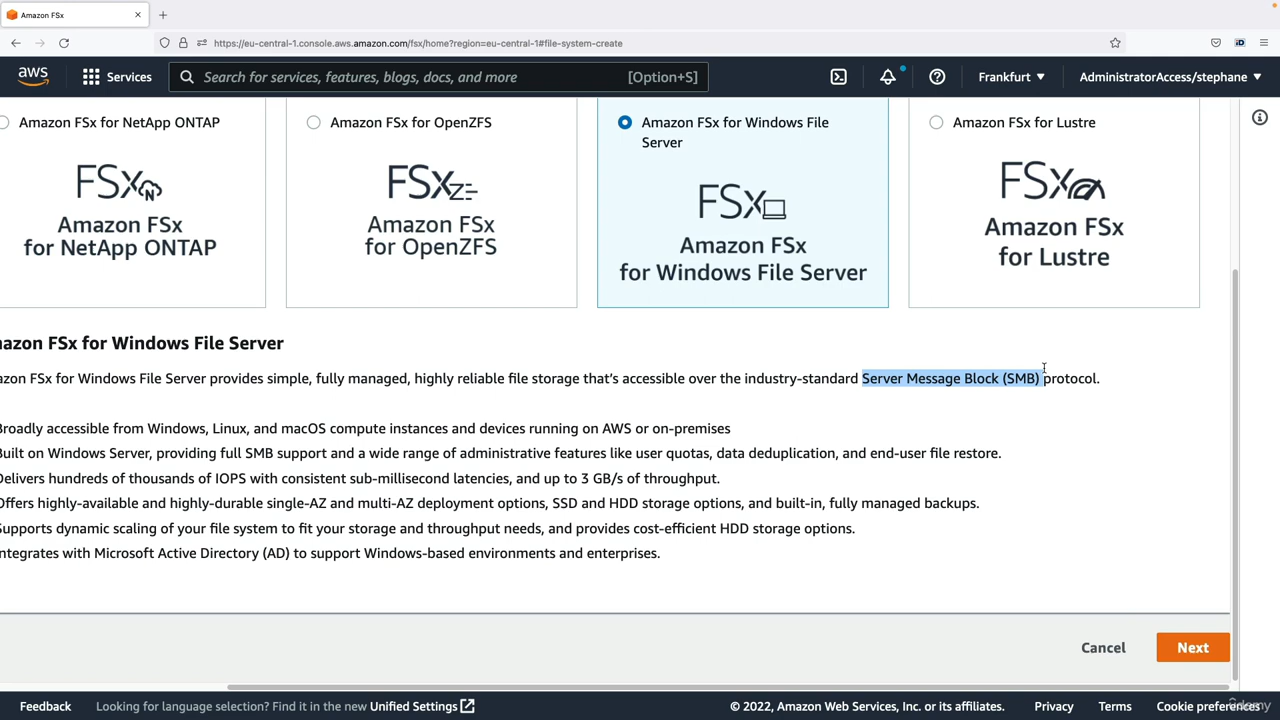 Amazon FSx
https://eu-central-1.console.aws.amazon.com/fsx/home?region=eu-central-1#file-system-create
iD
aws Services Search for services, features, blogs, docs, and more [Option+S] Frankfurt AdministratorAccess/stephane
Amazon FSx for NetApp ONTAP
FSx N
Amazon FSx
for NetApp ONTAP
Amazon FSx for OpenZFS
FSx ZF
Amazon FSx
for OpenZFS
Amazon FSx for Windows File
Server
FSx
Amazon FSx
for Windows File Server
Amazon FSx for Lustre
FSx
Amazon FSx
for Lustre
azon FSx for Windows File Server
azon FSx for Windows File Server provides simple, fully managed, highly reliable file storage that's accessible over the industry-standard Server Message Block (SMB) protocol.
Broadly accessible from Windows, Linux, and macOS compute instances and devices running on AWS or on-premises
Built on Windows Server, providing full SMB support and a wide range of administrative features like user quotas, data deduplication, and end-user file restore.
Delivers hundreds of thousands of IOPS with consistent sub-millisecond latencies, and up to 3 GB/s of throughput.
Offers highly-available and highly-durable single-AZ and multi-AZ deployment options, SSD and HDD storage options, and built-in, fully managed backups.
Supports dynamic scaling of your file system to fit your storage and throughput needs, and provides cost-efficient HDD storage options.
ntegrates with Microsoft Active Directory (AD) to support Windows-based environments and enterprises.
Cancel Next
Feedback Looking for language selection? Find it in the new Unified Settings © 2022, Amazon Web Services, Inc. or its affiliates. Privacy Terms Cookie preferences
Udemy